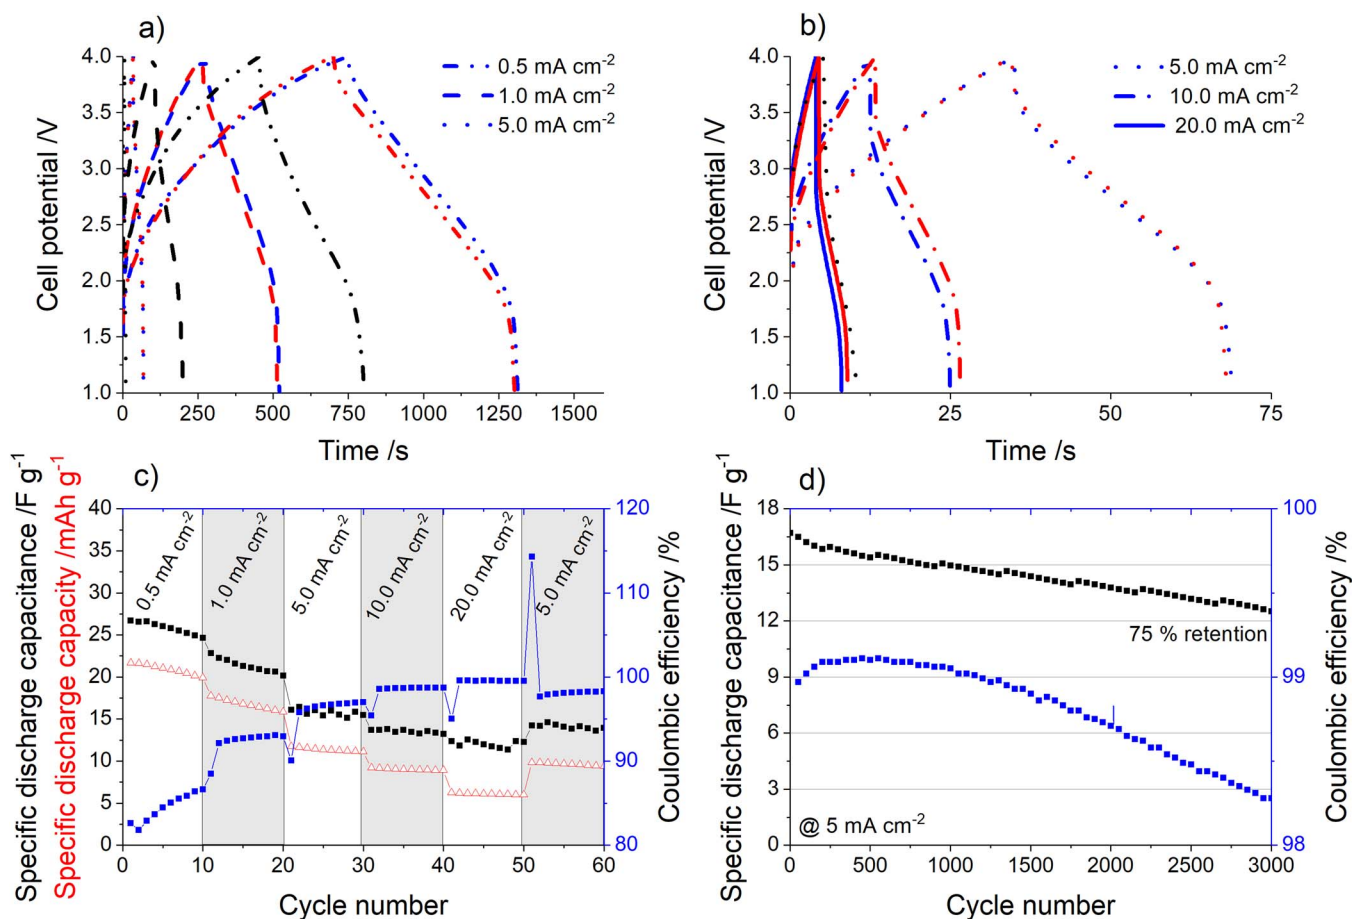 a)
4.0
3.5
3.0
2.5
2.0
1.5
1.0
Cell potential /V
0.5 mA cm⁻²
1.0 mA cm⁻²
5.0 mA cm⁻²
0
250
500
750
1000
1250
1500
Time /s
b)
4.0
3.5
3.0
2.5
2.0
1.5
1.0
Cell potential /V
5.0 mA cm⁻²
10.0 mA cm⁻²
20.0 mA cm⁻²
0
25
50
75
Time /s
c)
Specific discharge capacitance /F g⁻¹
Specific discharge capacity /mAh g⁻¹
40
35
30
25
20
15
10
5
0
0.5 mA cm⁻²
1.0 mA cm⁻²
5.0 mA cm⁻²
10.0 mA cm⁻²
20.0 mA cm⁻²
5.0 mA cm⁻²
120
110
100
90
80
Coulombic efficiency /%
0
10
20
30
40
50
60
Cycle number
d)
Specific discharge capacitance /F g⁻¹
18
15
12
9
6
3
0
75 % retention
@ 5 mA cm⁻²
100
99
98
Coulombic efficiency /%
0
500
1000
1500
2000
2500
3000
Cycle number